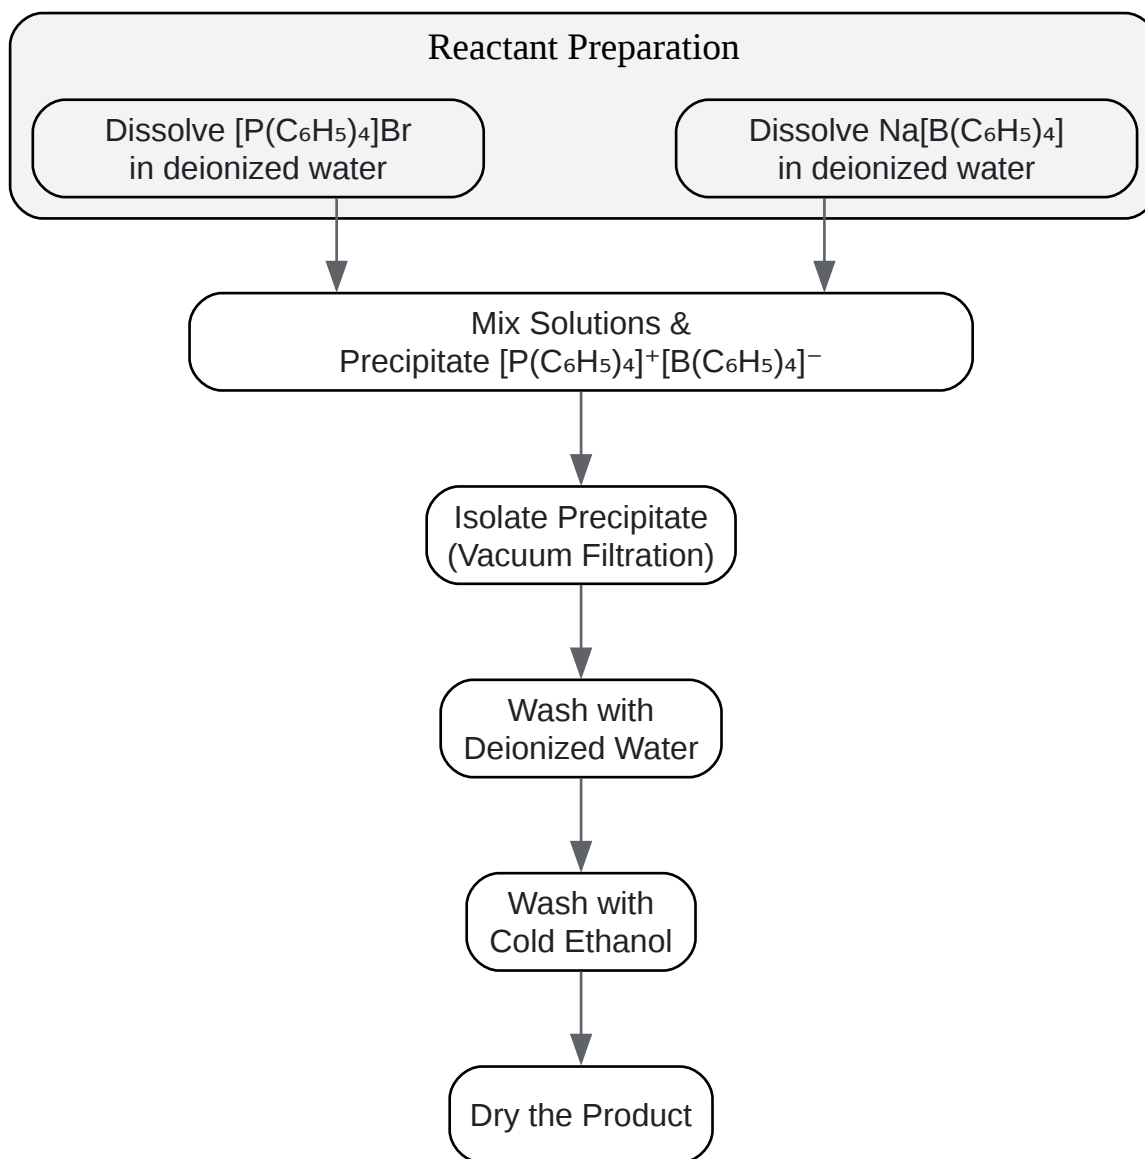 Reactant Preparation
Dissolve [P(C₆H₅)₄]Br
in deionized water
Dissolve Na[B(C₆H₅)₄]
in deionized water
Mix Solutions &
Precipitate [P(C₆H₅)₄]⁺[B(C₆H₅)₄]⁻
Isolate Precipitate
(Vacuum Filtration)
Wash with
Deionized Water
Wash with
Cold Ethanol
Dry the Product